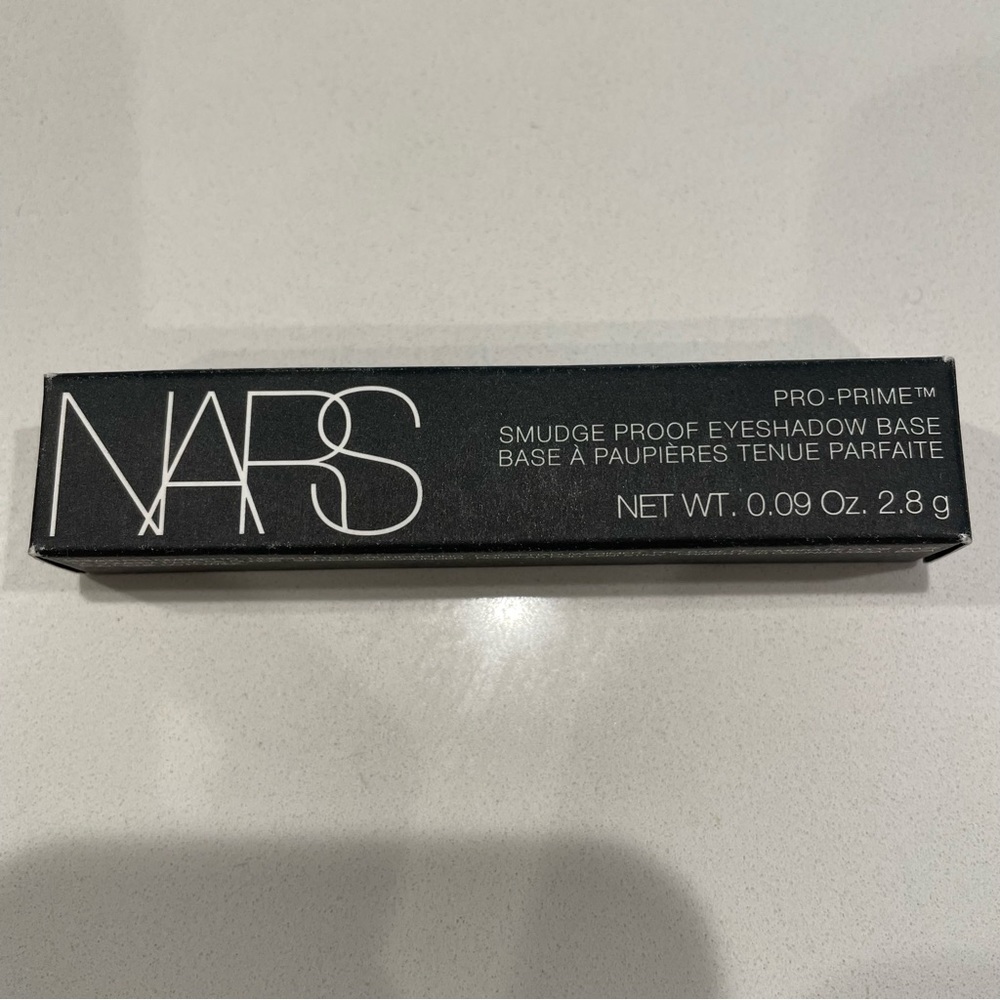 NARS
PRO-PRIME™
SMUDGE PROOF EYESHADOW BASE
BASE À PAUPIÈRES TENUE PARFAITE
NET WT. 0.09 Oz. 2.8 g